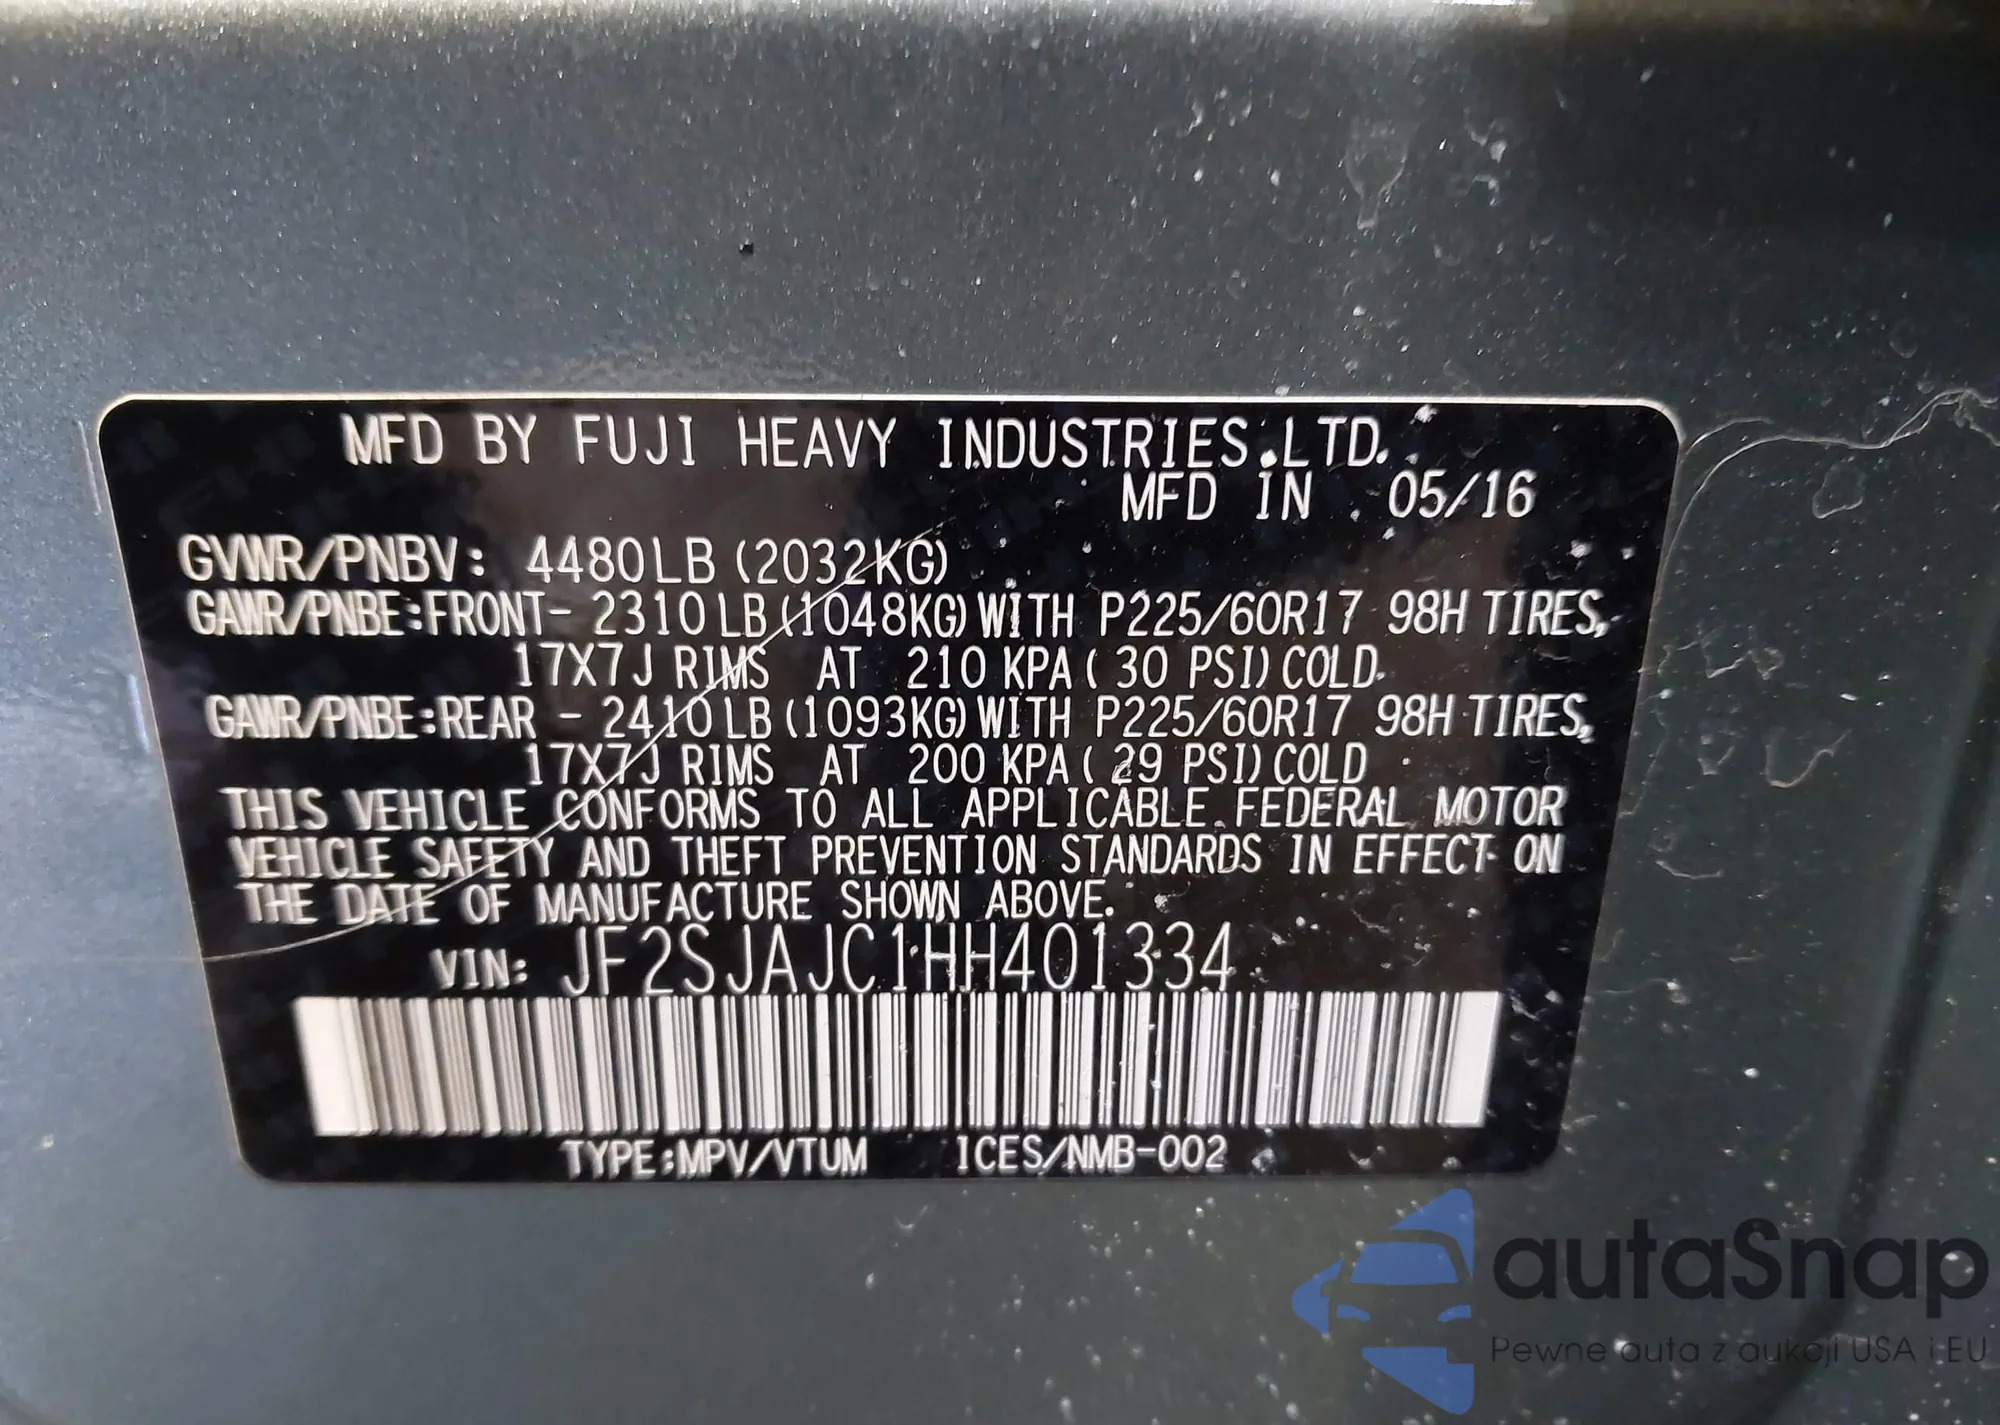 MFD BY FUJI HEAVY INDUSTRIES.LTD.
MFD IN 05/16
GVWR/PNBV: 4480LB (2032KG)
GAWR/PNBE:FRONT- 2310LB(1048KG)WITH P225/60R17 98H TIRES,
17X7J RIMS AT 210 KPA( 30 PSI)COLD
GAWR/PNBE:REAR - 2410LB(1093KG)WITH P225/60R17 98H TIRES,
17X7J RIMS AT 200 KPA( 29 PSI)COLD
THIS VEHICLE CONFORMS TO ALL APPLICABLE FEDERAL MOTOR
VEHICLE SAFETY AND THEFT PREVENTION STANDARDS IN EFFECT ON
THE DATE OF MANUFACTURE SHOWN ABOVE.
VIN: JF2SJAJC1HH401334
TYPE:MPV/VTUM ICES/NMB-002
autaSnap
Pewne auta z aukcji USA i EU